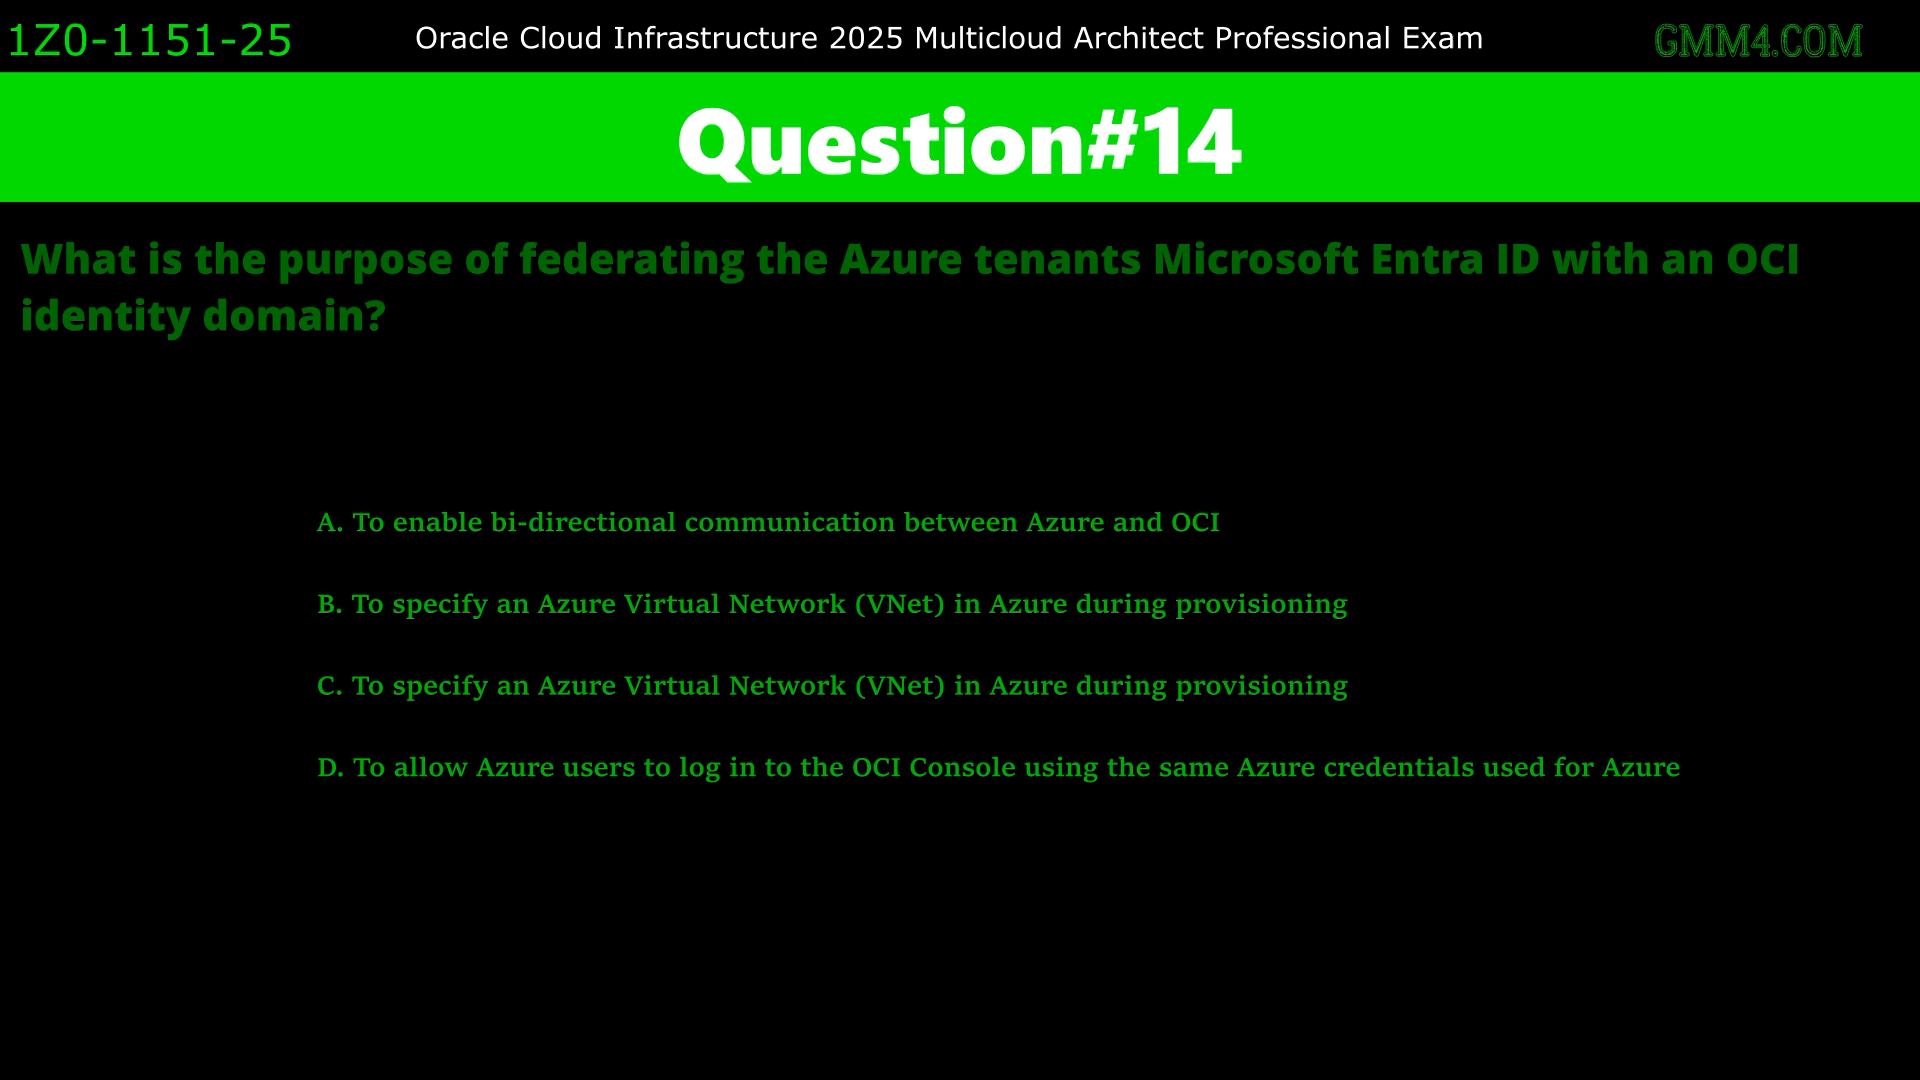 1Z0-1151-25
Oracle Cloud Infrastructure 2025 Multicloud Architect Professional Exam
GMM4.COM
Question#14
What is the purpose of federating the Azure tenants Microsoft Entra ID with an OCI
identity domain?
A. To enable bi-directional communication between Azure and OCI
B. To specify an Azure Virtual Network (VNet) in Azure during provisioning
C. To specify an Azure Virtual Network (VNet) in Azure during provisioning
D. To allow Azure users to log in to the OCI Console using the same Azure credentials used for Azure